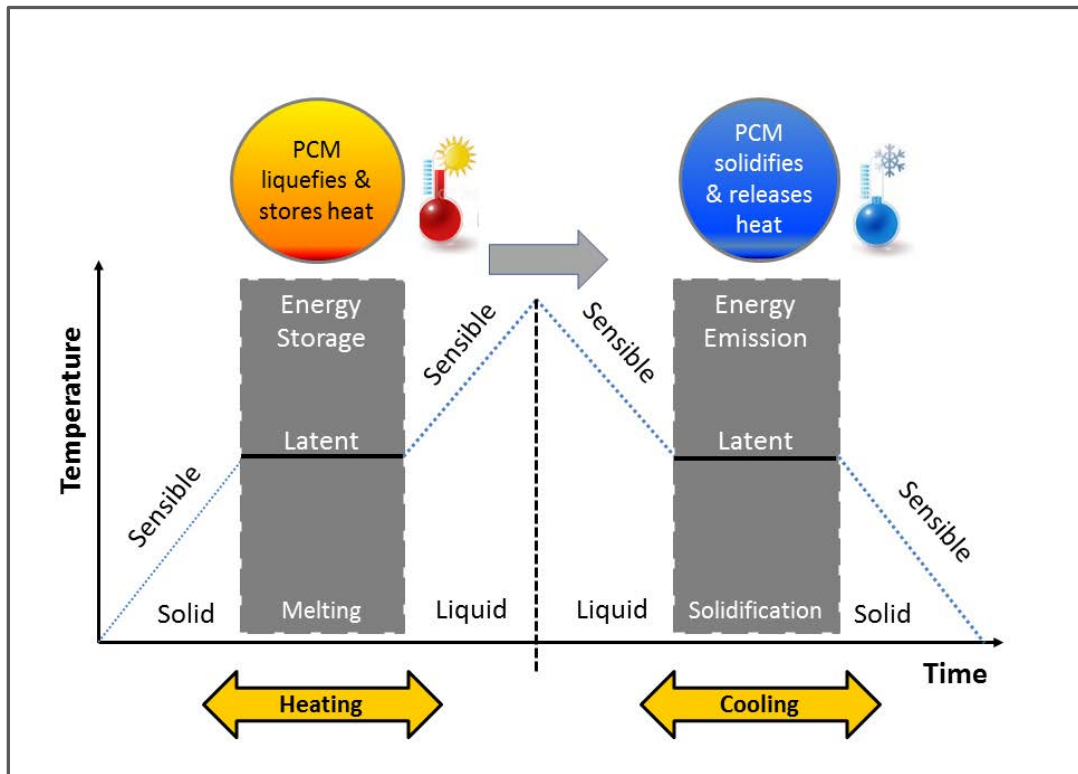 PCM
liquefies &
stores heat
PCM
solidifies
& releases
heat
Energy
Storage
Sensible
Sensible
Energy
Emission
Temperature
Latent
Latent
Sensible
Sensible
Solid
Melting
Liquid
Liquid
Solidification
Solid
Time
Heating
Cooling